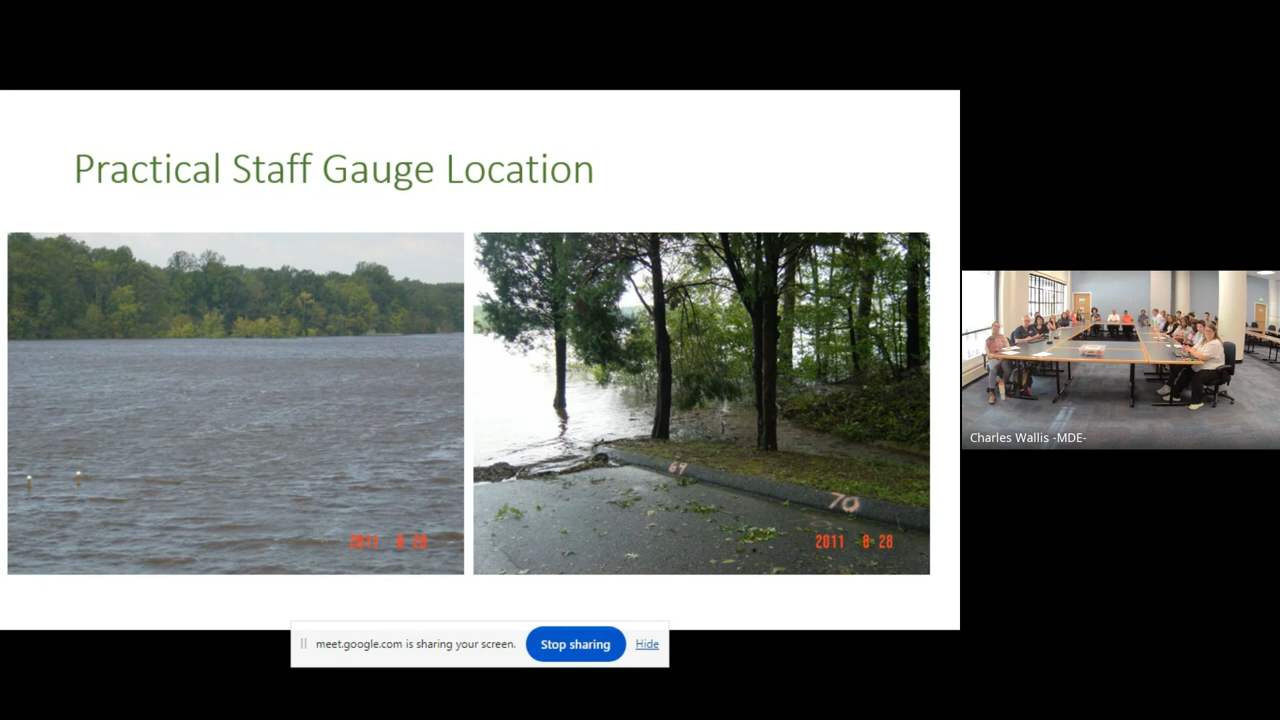 Practical Staff Gauge Location
2011 8 28
69
70
2011 8 28
Charles Wallis -MDE-
meet.google.com is sharing your screen.
Stop sharing
Hide